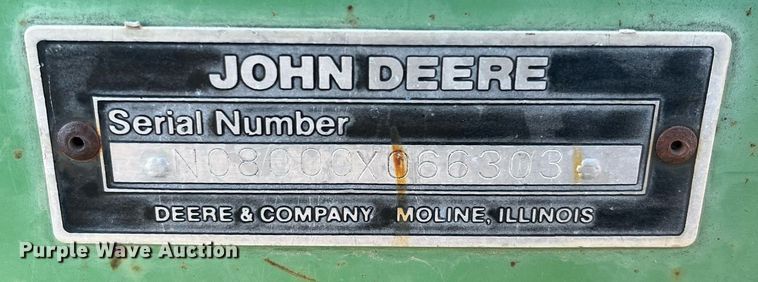 JOHN DEERE
Serial Number
N08000X066303
DEERE & COMPANY MOLINE, ILLINOIS
Purple Wave Auction